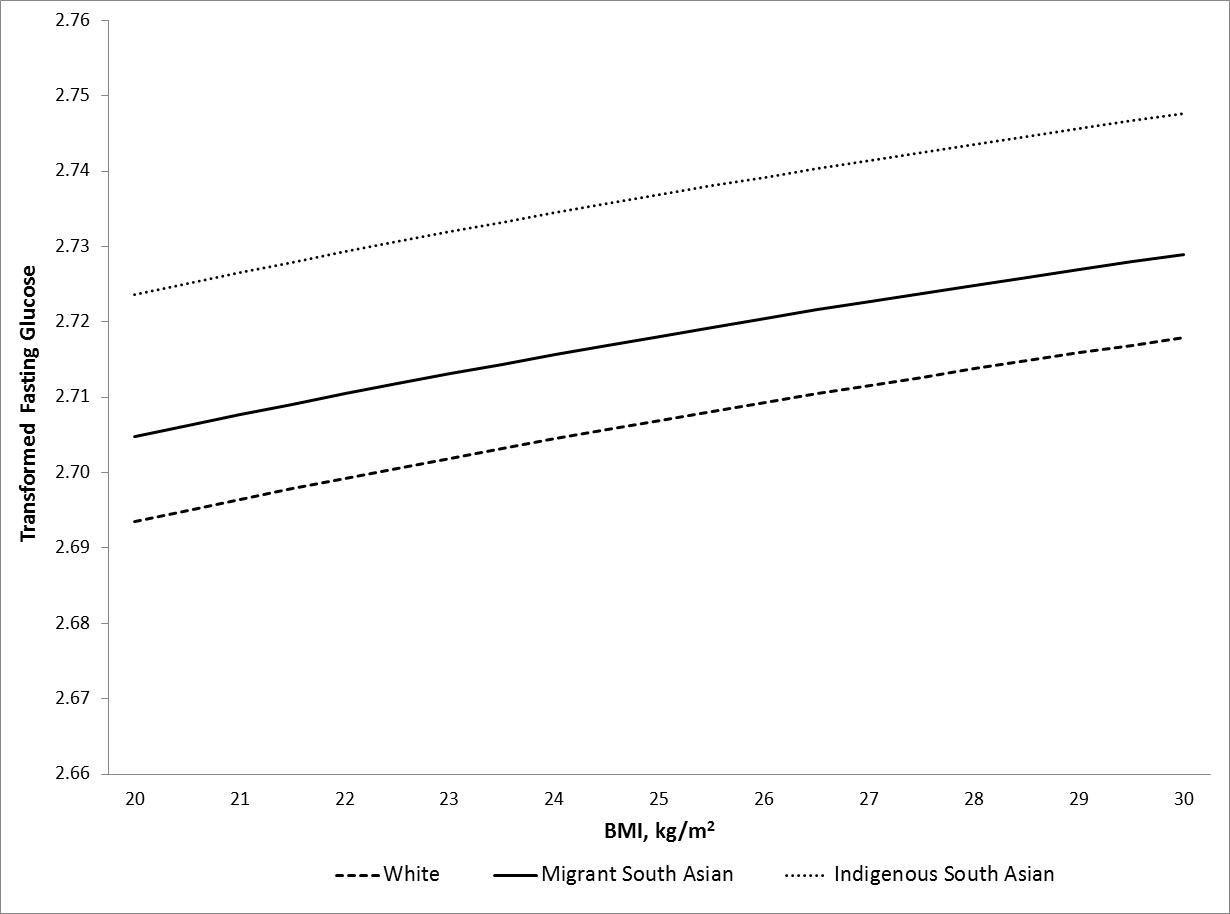 2.76
2.75
2.74
2.73
2.72
2.71
2.70
2.69
2.68
2.67
2.66
Transformed Fasting Glucose
20 21 22 23 24 25 26 27 28 29 30
BMI, kg/m²
White Migrant South Asian Indigenous South Asian